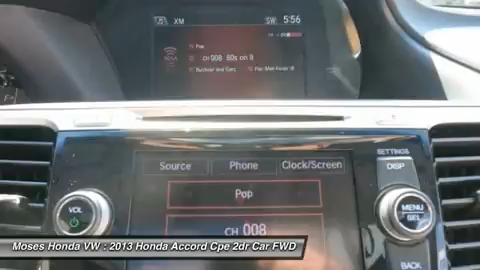 XM SW 5:56
Pop
CH 008 80s on 8
Source Phone Clock/Screen
SETTINGS
DISP
Pop
CH 008
VOL
MENU
SEL
BACK
Moses Honda VW : 2013 Honda Accord Cpe 2dr Car FWD